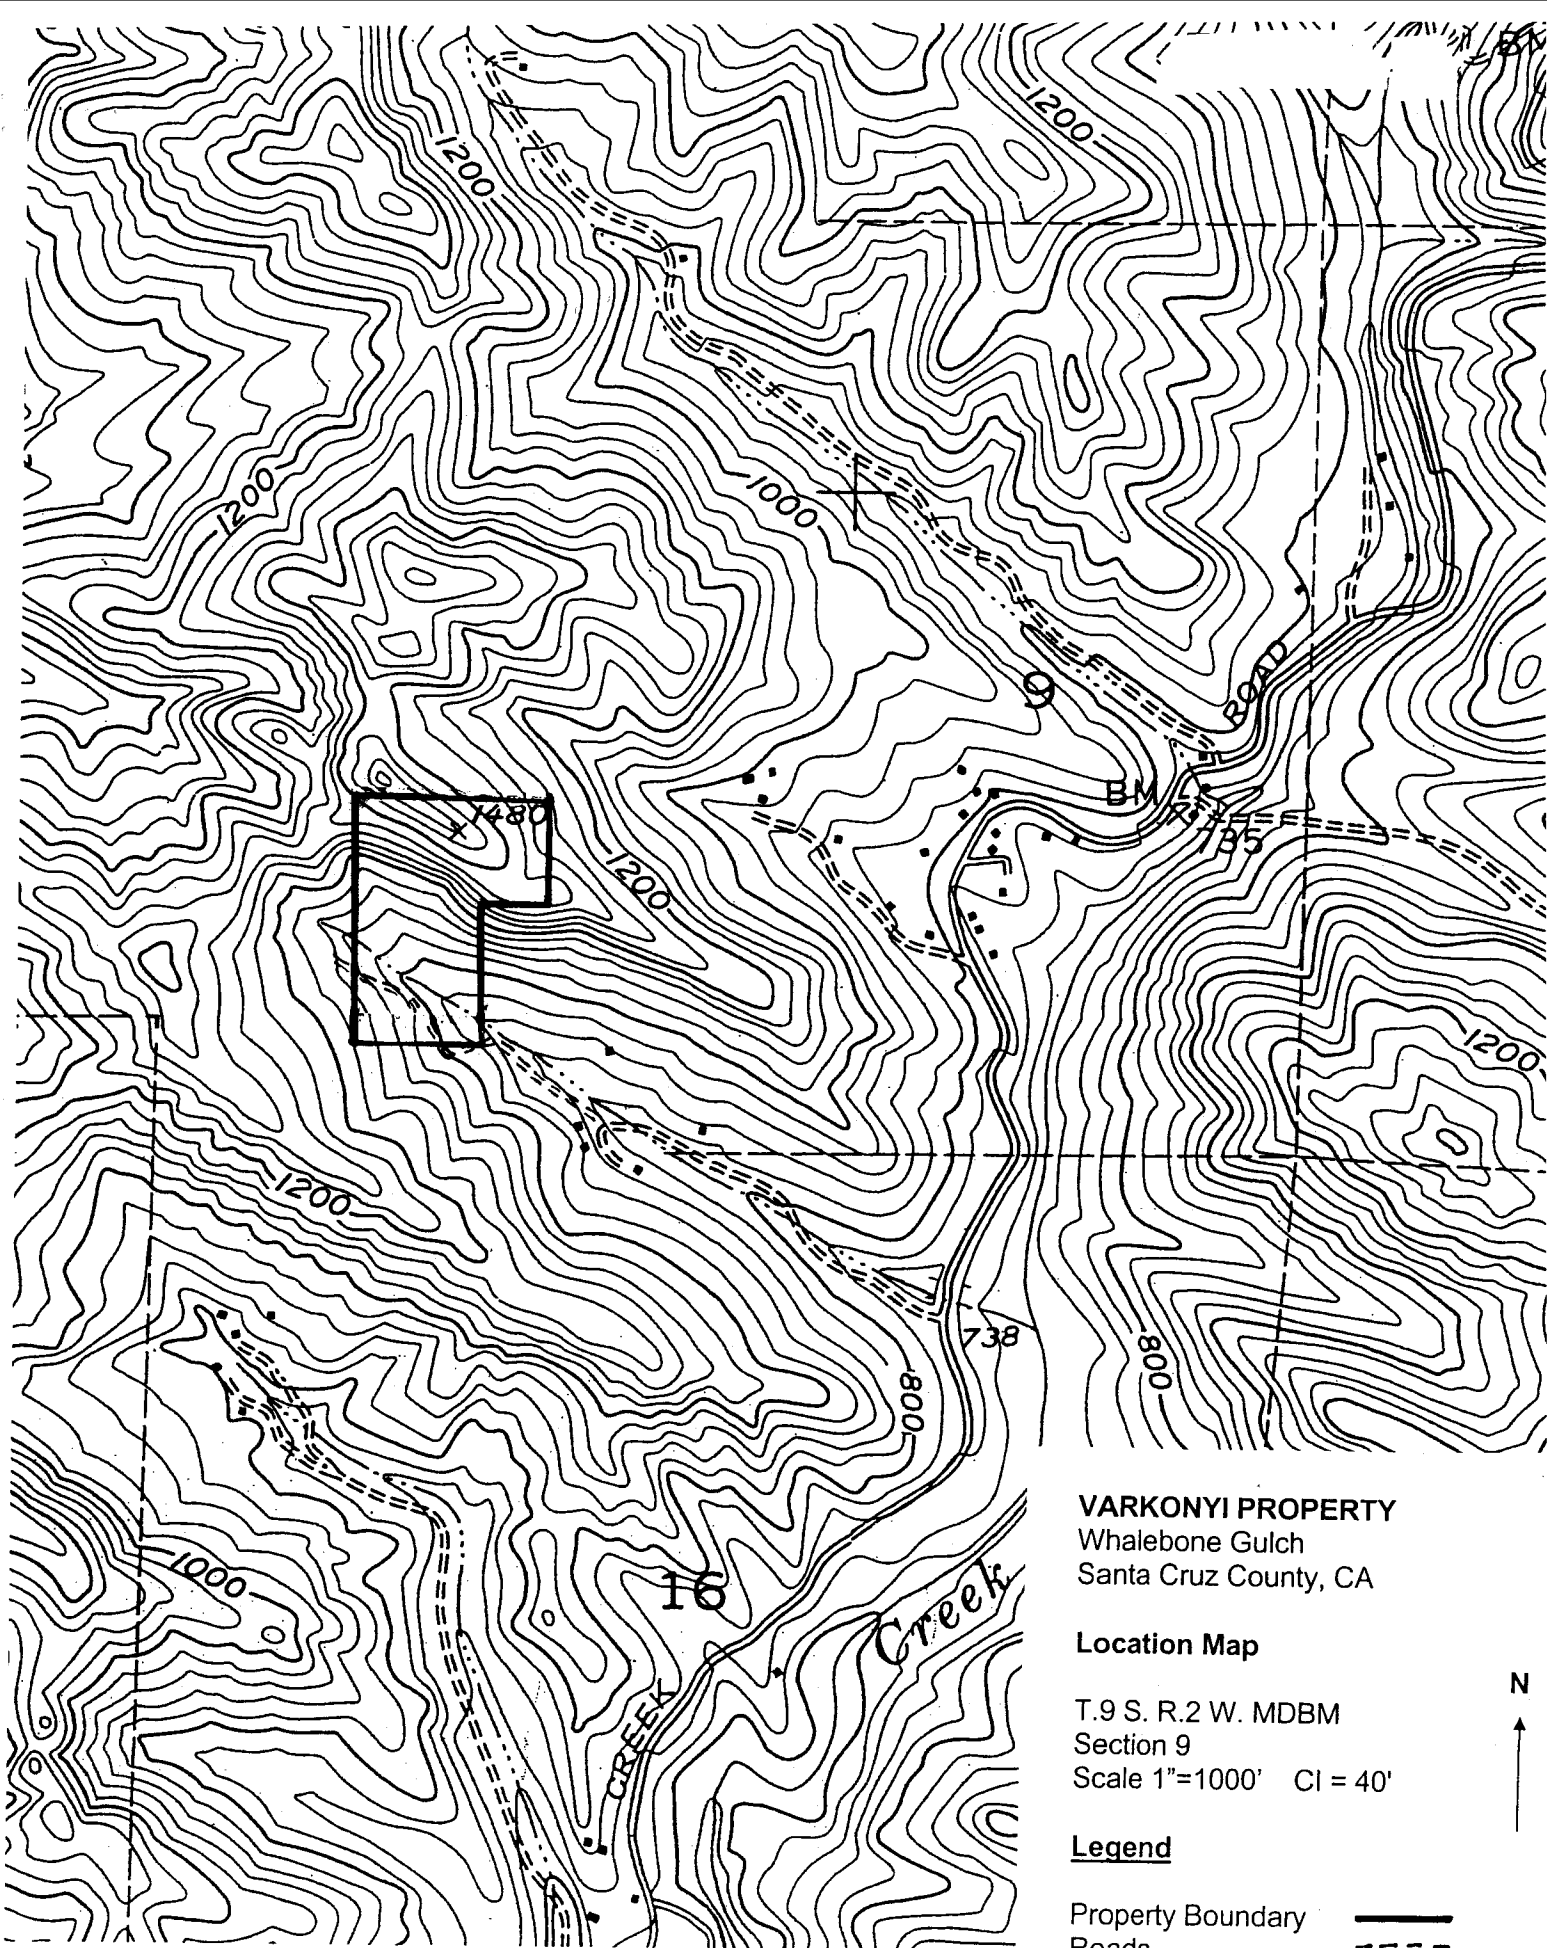 BM
1200
1200
1200
1000
9
ROAD
BM
735
1480
1200
1200
1200
738
800
800
1000
16
Creek
CREEK
VARKONYI PROPERTY
Whalebone Gulch
Santa Cruz County, CA
Location Map
N
T.9 S. R.2 W. MDBM
Section 9
Scale 1"=1000' CI = 40'
Legend
Property Boundary
Roads